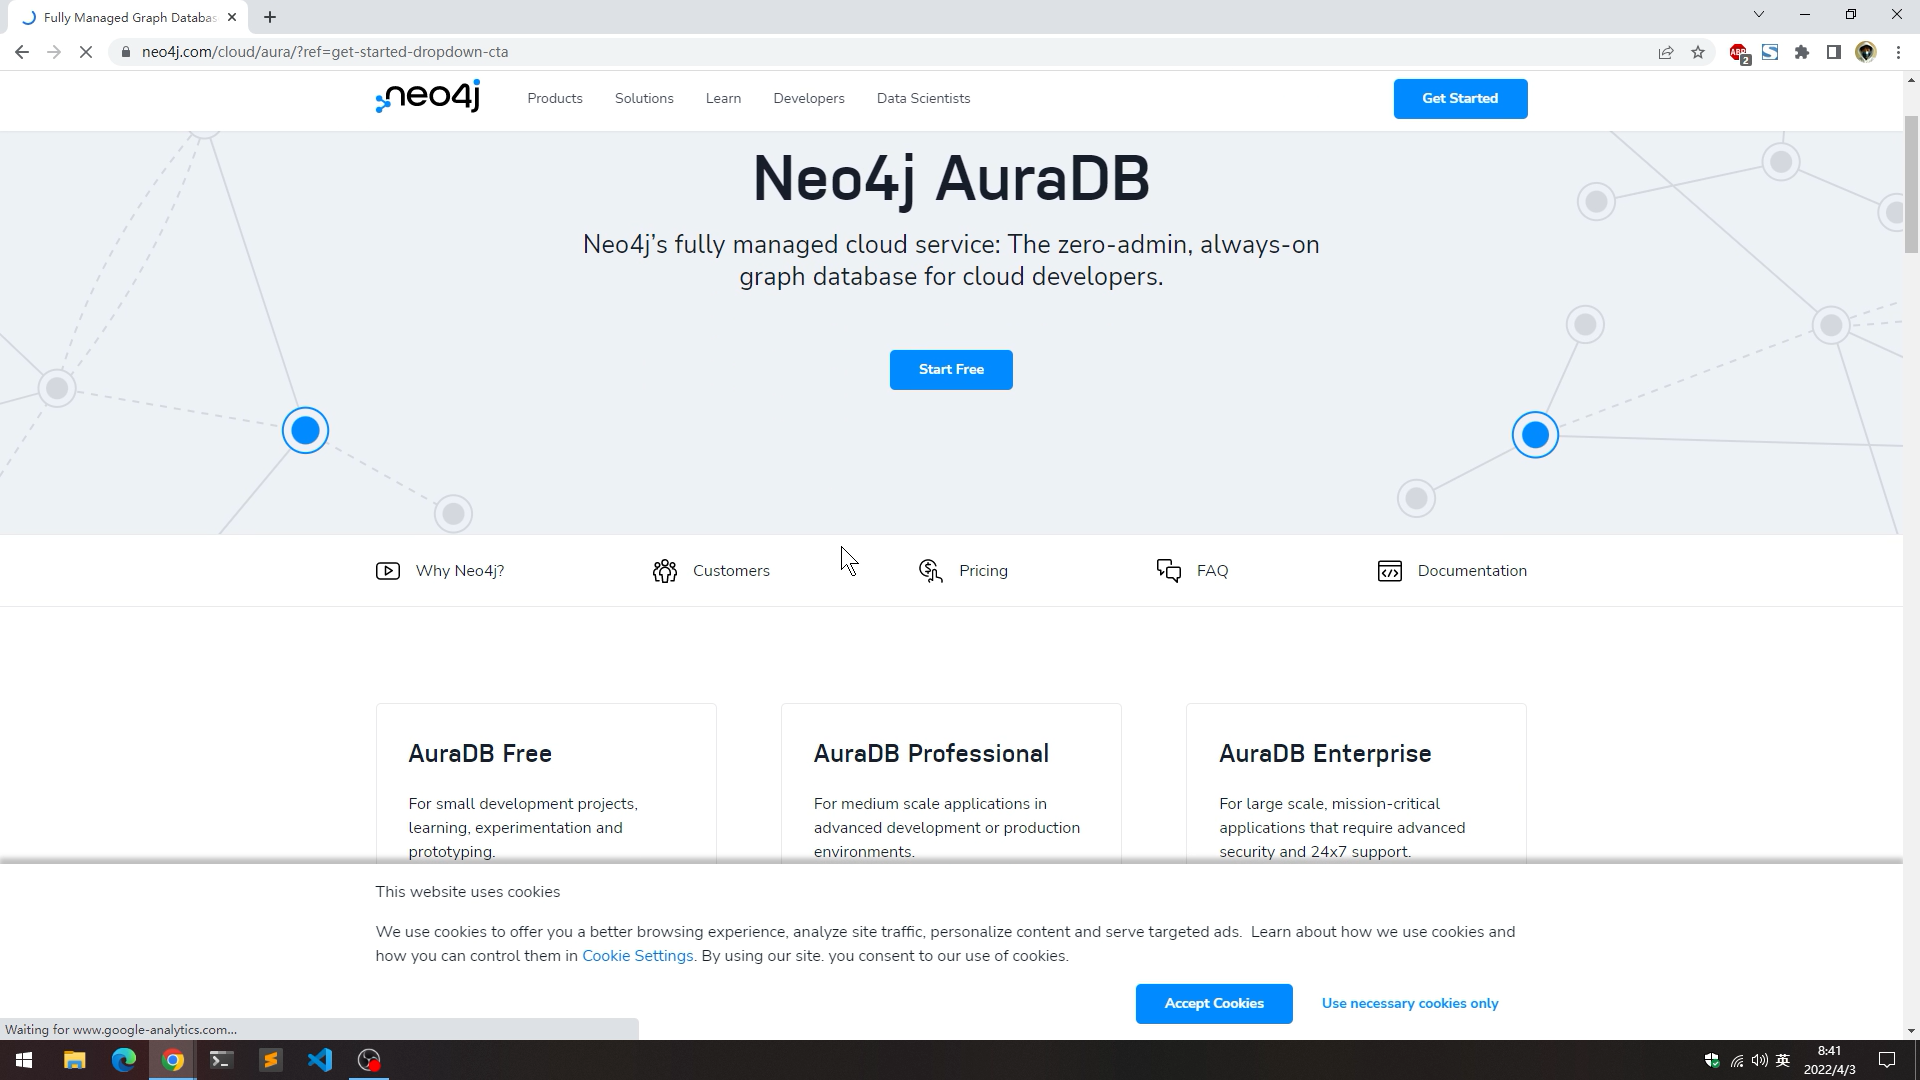 Fully Managed Graph Databas
neo4j.com/cloud/aura/?ref=get-started-dropdown-cta
ABP
2
neo4j
Products
Solutions
Learn
Developers
Data Scientists
Get Started
Neo4j AuraDB
Neo4j’s fully managed cloud service: The zero-admin, always-on
graph database for cloud developers.
Start Free
Why Neo4j?
Customers
Pricing
FAQ
Documentation
AuraDB Free
For small development projects,
learning, experimentation and
prototyping.
AuraDB Professional
For medium scale applications in
advanced development or production
environments.
AuraDB Enterprise
For large scale, mission-critical
applications that require advanced
security and 24x7 support.
This website uses cookies
We use cookies to offer you a better browsing experience, analyze site traffic, personalize content and serve targeted ads. Learn about how we use cookies and
how you can control them in Cookie Settings. By using our site. you consent to our use of cookies.
Accept Cookies
Use necessary cookies only
Waiting for www.google-analytics.com...
英
8:41
2022/4/3